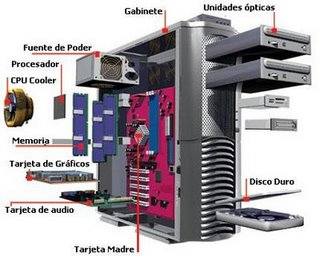 Gabinete
Unidades ópticas
Fuente de Poder
Procesador
CPU Cooler
Memoria
Tarjeta de Gráficos
Tarjeta de audio
Disco Duro
Tarjeta Madre